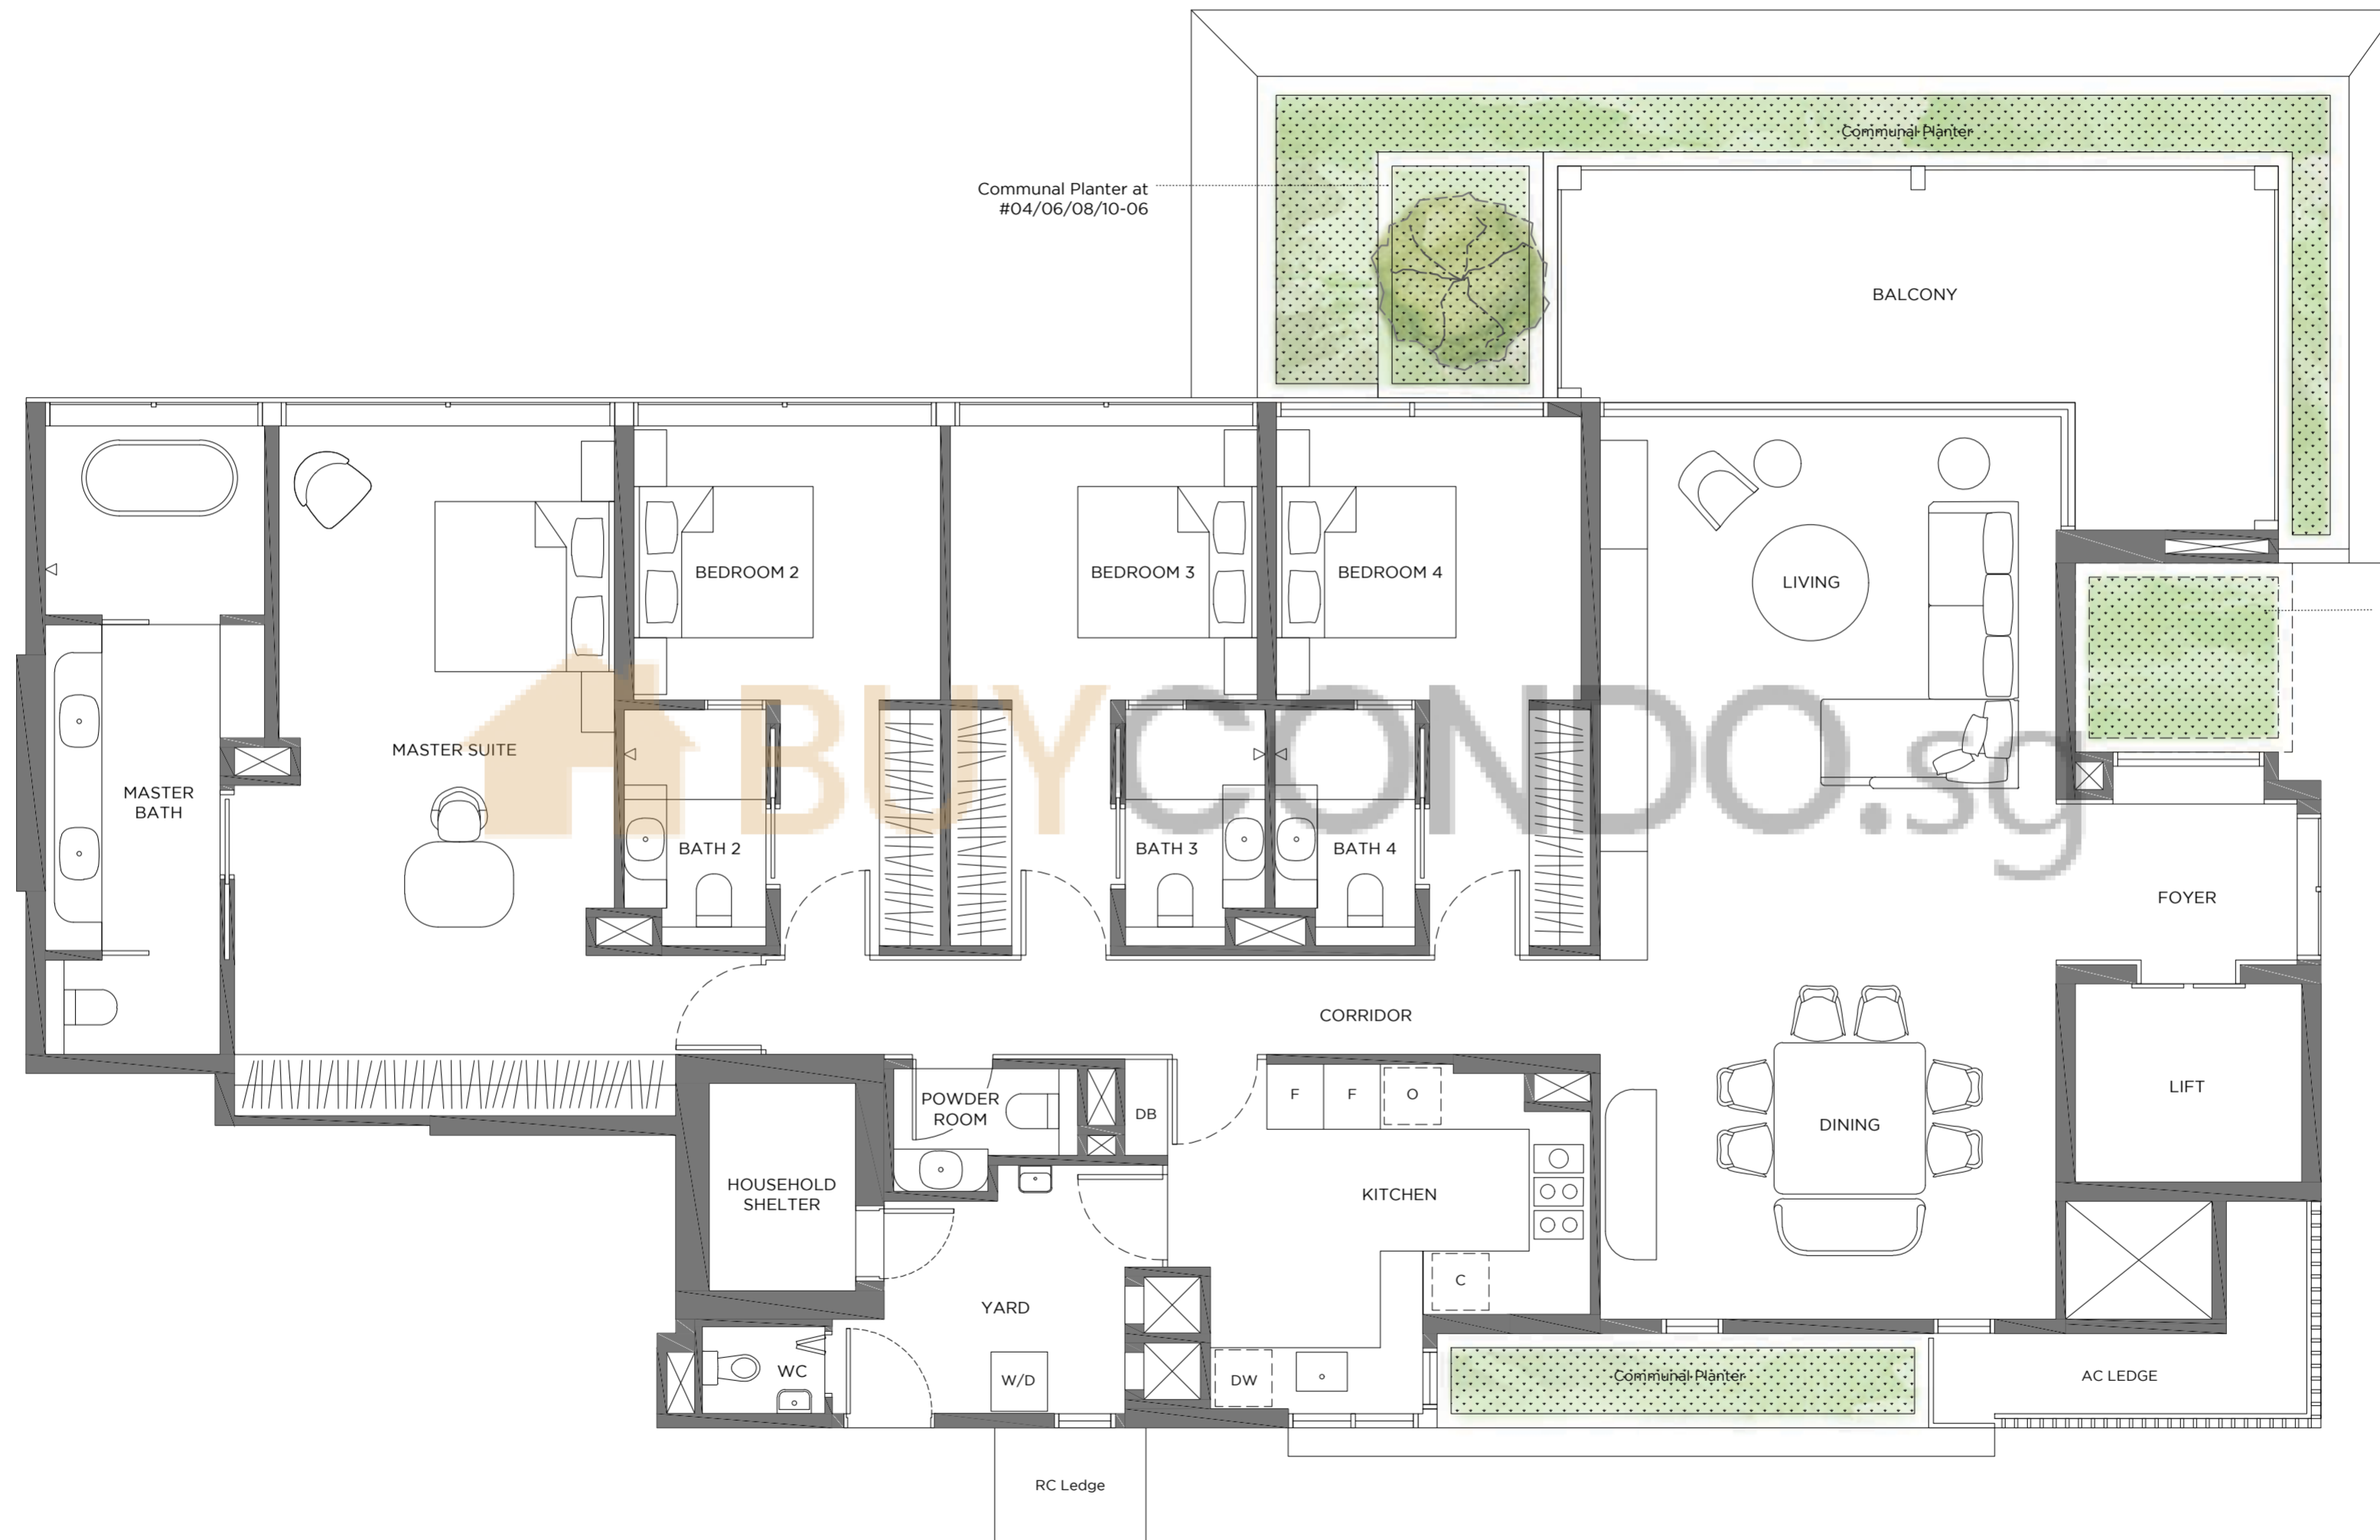 Communal Planter
Communal Planter at
#04/06/08/10-06
BALCONY
BEDROOM 2
BEDROOM 3
BEDROOM 4
LIVING
BUYCONDO.sg
MASTER SUITE
MASTER
BATH
BATH 2
BATH 3
BATH 4
FOYER
CORRIDOR
LIFT
F
F
O
POWDER
ROOM
DB
DINING
HOUSEHOLD
SHELTER
KITCHEN
C
YARD
WC
W/D
DW
Communal Planter
AC LEDGE
RC Ledge